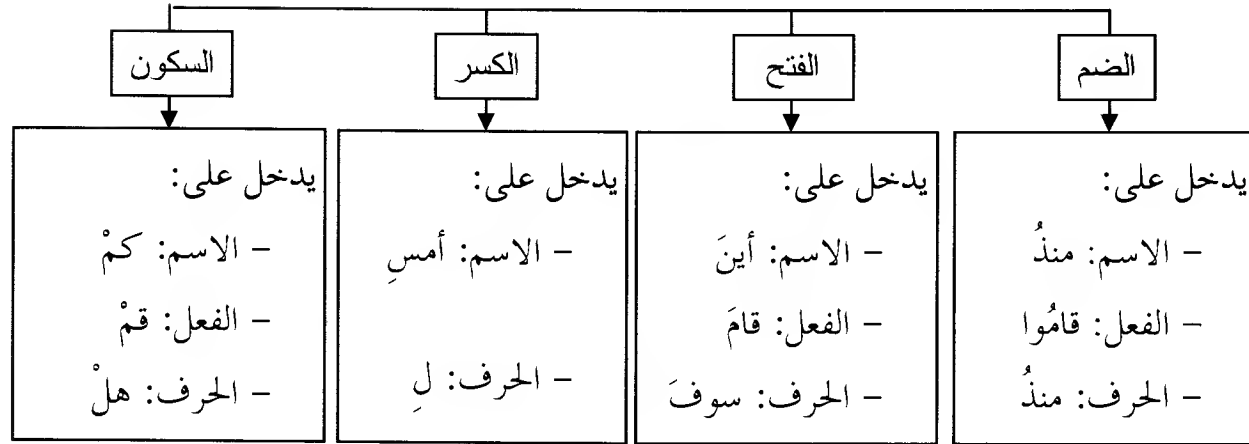 الضم
الفتح
الكسر
السكون
يدخل على:
– الاسم: منذُ
– الفعل: قامُوا
– الحرف: منذُ
يدخل على:
– الاسم: أينَ
– الفعل: قامَ
– الحرف: سوفَ
يدخل على:
– الاسم: أمسِ
– الحرف: لِ
يدخل على:
– الاسم: كمْ
– الفعل: قمْ
– الحرف: هلْ